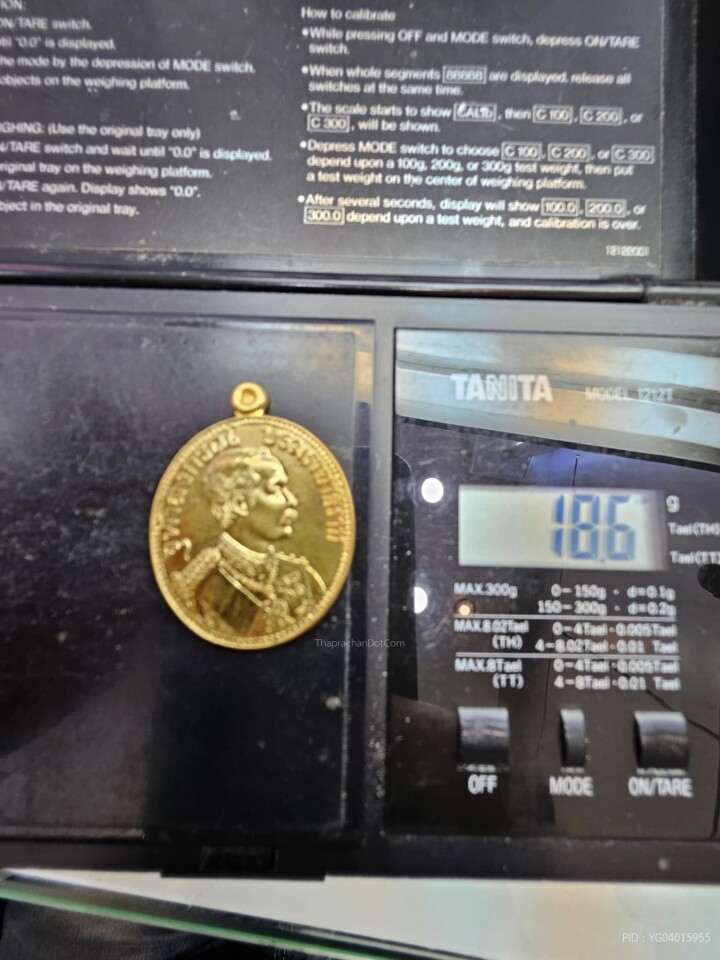 ON:
ON/TARE switch.
until "0.0" is displayed.
the mode by the depression of MODE switch.
objects on the weighing platform.
GHING: (Use the original tray only)
N/TARE switch and wait until "0.0" is displayed.
riginal tray on the weighing platform.
/TARE again. Display shows "0.0".
bject in the original tray.
How to calibrate
•While pressing OFF and MODE switch, depress ON/TARE
switch.
•When whole segments 88888 are displayed, release all
switches at the same time.
•The scale starts to show CALib, then C 100, C 200, or
C 300, will be shown.
•Depress MODE switch to choose C 100, C 200, or C 300
depend upon a 100g, 200g, or 300g test weight, then put
a test weight on the center of weighing platform.
•After several seconds, display will show 100.0, 200.0, or
300.0 depend upon a test weight, and calibration is over.
12122001
TANITA MODEL 1212T
18.6 g
Tael(TH)
Tael(TT)
MAX.300g 0-150g • d=0.1g
150-300g • d=0.2g
MAX.8.02Tael 0-4Tael•0.005Tael
(TH) 4-8.02Tael•0.01 Tael
MAX.8Tael 0-4Tael•0.005Tael
(TT) 4-8Tael•0.01 Tael
OFF MODE ON/TARE
ThaprachanDotCom
PID : YG04015955